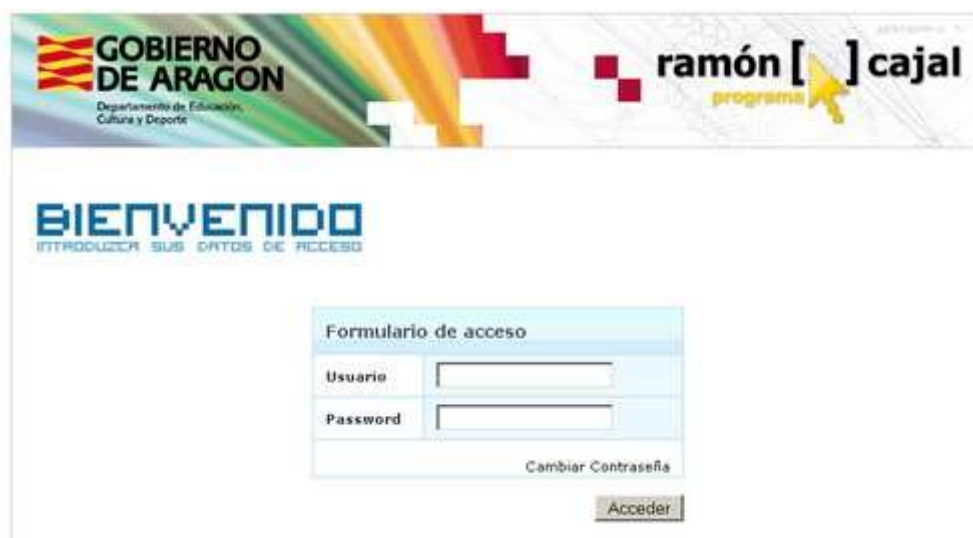 GOBIERNO
DE ARAGON
Departamento de Educación,
Cultura y Deporte
ramón [ ] cajal
programa
BIENVENIDO
INTRODUZCA SUS DATOS DE ACCESO
Formulario de acceso
Usuario
Password
Cambiar Contraseña
Acceder